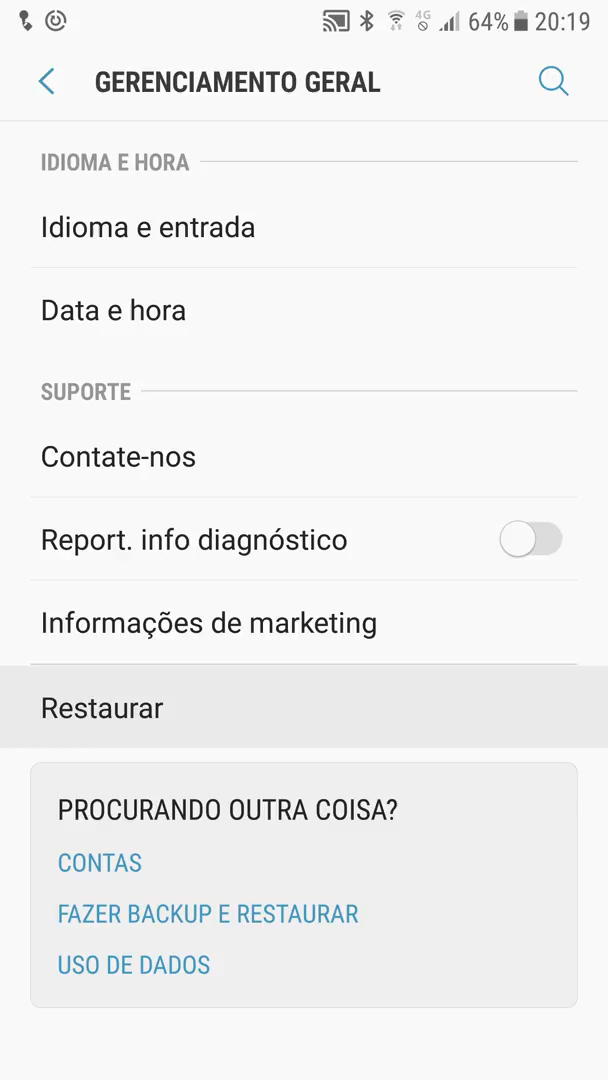 4G 64% 20:19
GERENCIAMENTO GERAL
IDIOMA E HORA
Idioma e entrada
Data e hora
SUPORTE
Contate-nos
Report. info diagnóstico
Informações de marketing
Restaurar
PROCURANDO OUTRA COISA?
CONTAS
FAZER BACKUP E RESTAURAR
USO DE DADOS